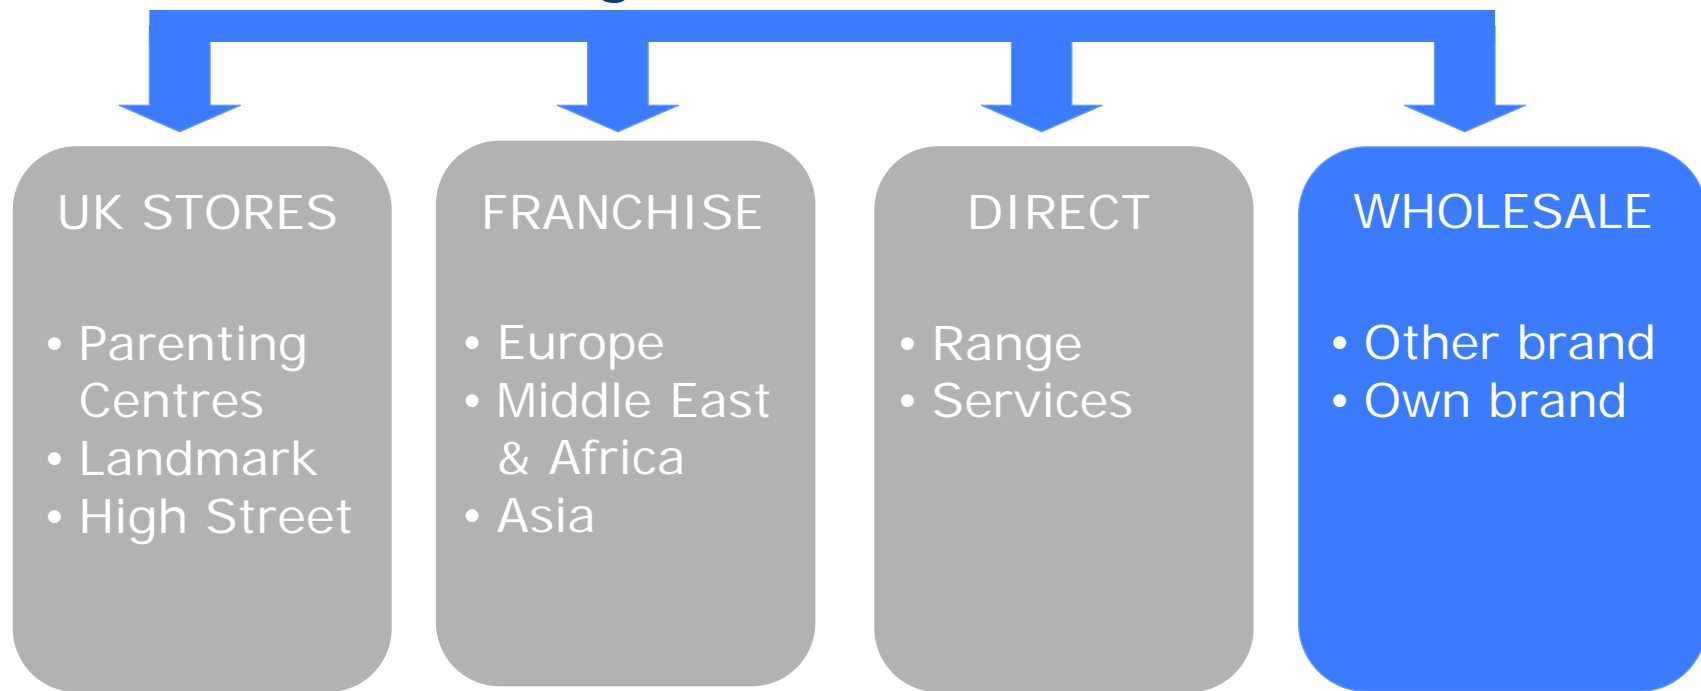 UK STORES
• Parenting
Centres
• Landmark
• High Street
FRANCHISE
• Europe
• Middle East
& Africa
• Asia
DIRECT
• Range
• Services
WHOLESALE
• Other brand
• Own brand